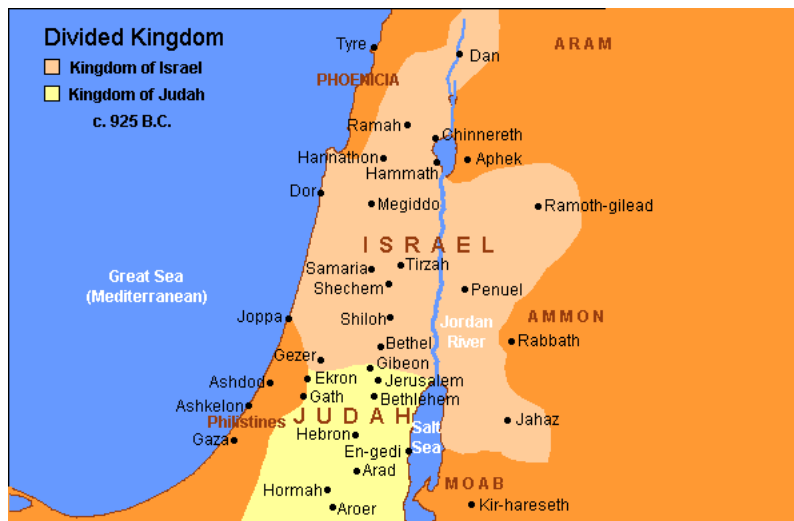 Divided Kingdom
Kingdom of Israel
Kingdom of Judah
c. 925 B.C.
Tyre
Dan
ARAM
PHOENICIA
Ramah
Chinnereth
Hannathon
Aphek
Hammath
Dor
Megiddo
Ramoth-gilead
ISRAEL
Samaria
Tirzah
Great Sea
(Mediterranean)
Shechem
Penuel
Joppa
Shiloh
Jordan
River
AMMON
Bethel
Rabbath
Gezer
Gibeon
Ashdod
Ekron
Jerusalem
Gath
Bethlehem
Ashkelon
Philistines
JUDAH
Salt
Sea
Jahaz
Gaza
Hebron
En-gedi
Arad
MOAB
Hormah
Aroer
Kir-hareseth